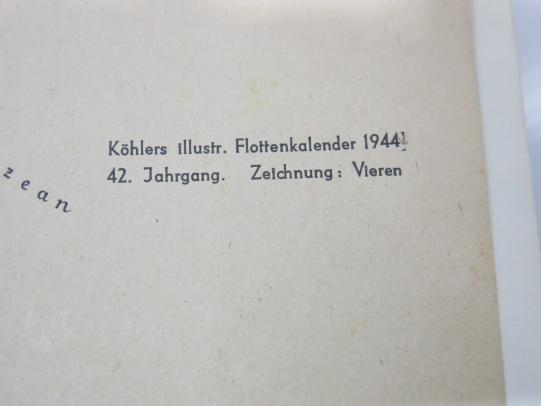 Köhlers illustr. Flottenkalender 1944
42. Jahrgang. Zeichnung: Vieren
zean